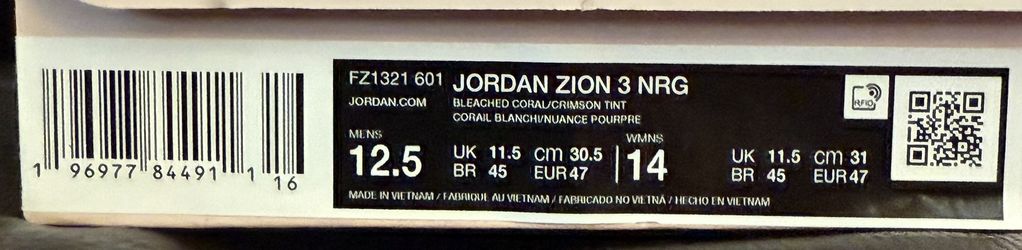 FZ1321 601 JORDAN ZION 3 NRG
JORDAN.COM BLEACHED CORAL/CRIMSON TINT
CORAIL BLANCHI/NUANCE POURPRE
RFID
MENS WMNS
12.5 UK 11.5 cm 30.5 14 UK 11.5 cm 31
BR 45 EUR 47 BR 45 EUR 47
MADE IN VIETNAM / FABRIQUE AU VIETNAM / FABRICADO NO VIETNÁ / HECHO EN VIETNAM
1 96977 84491 1 16